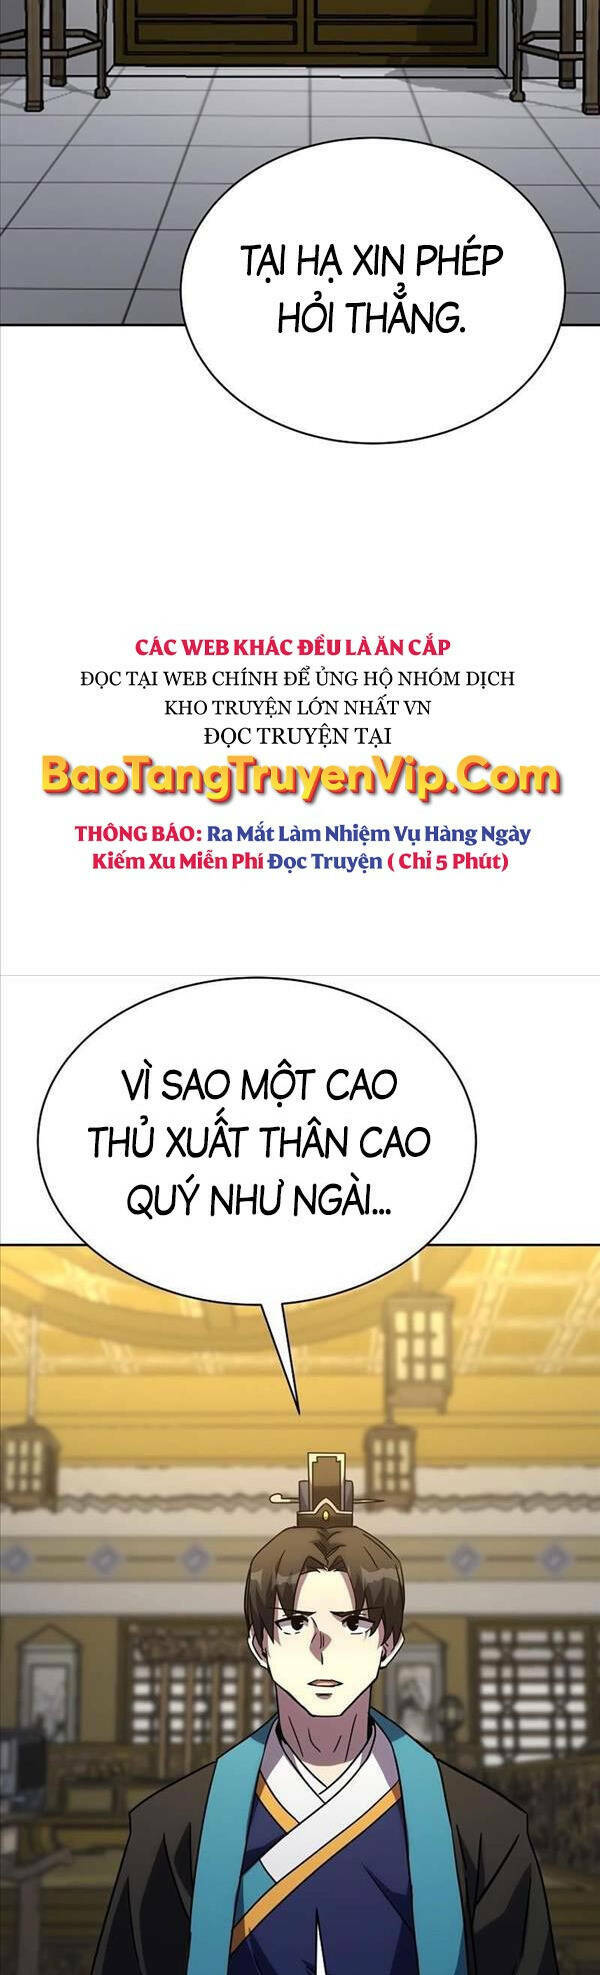 TẠI HẠ XIN PHÉP
HỎI THẲNG.
CÁC WEB KHÁC ĐỀU LÀ ĂN CẮP
ĐỌC TẠI WEB CHÍNH ĐỂ ỦNG HỘ NHÓM DỊCH
KHO TRUYỆN LỚN NHẤT VN
ĐỌC TRUYỆN TẠI
BaoTangTruyenVip.Com
THÔNG BÁO: Ra Mắt Làm Nhiệm Vụ Hàng Ngày
Kiếm Xu Miễn Phí Đọc Truyện ( Chỉ 5 Phút)
VÌ SAO MỘT CAO
THỦ XUẤT THÂN CAO
QUÝ NHƯ NGÀI...